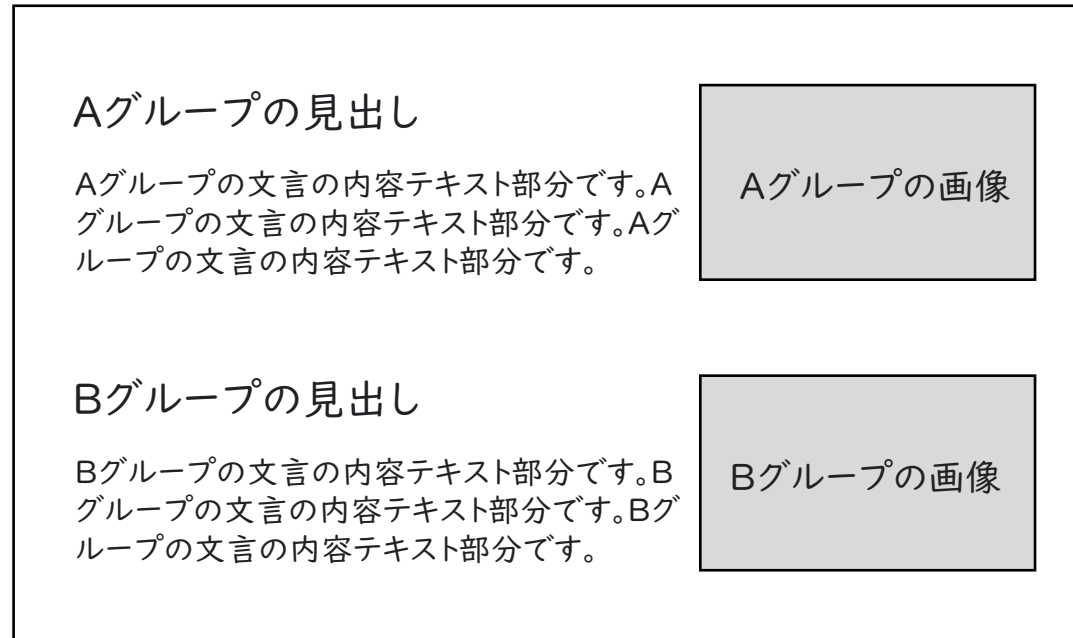 Aグループの見出し
Aグループの文言の内容テキスト部分です。A
グループの文言の内容テキスト部分です。Aグ
ループの文言の内容テキスト部分です。
Aグループの画像
Bグループの見出し
Bグループの文言の内容テキスト部分です。B
グループの文言の内容テキスト部分です。Bグ
ループの文言の内容テキスト部分です。
Bグループの画像